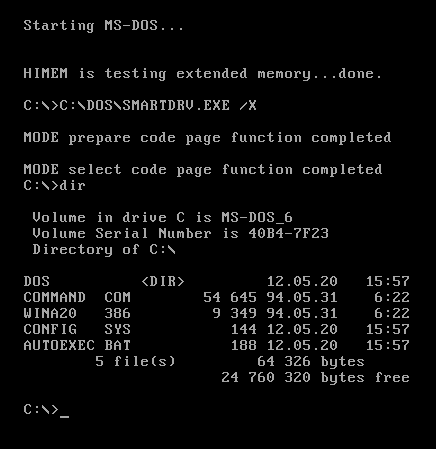 Starting MS-DOS...
HIMEM is testing extended memory...done.
C:\>C:\DOS\SMARTDRV.EXE /X
MODE prepare code page function completed
MODE select code page function completed
C:\>dir
Volume in drive C is MS-DOS_6
Volume Serial Number is 40B4-7F23
Directory of C:\
DOS <DIR> 12.05.20 15:57
COMMAND COM 54 645 94.05.31 6:22
WINA20 386 9 349 94.05.31 6:22
CONFIG SYS 144 12.05.20 15:57
AUTOEXEC BAT 188 12.05.20 15:57
5 file(s) 64 326 bytes
24 760 320 bytes free
C:\>_